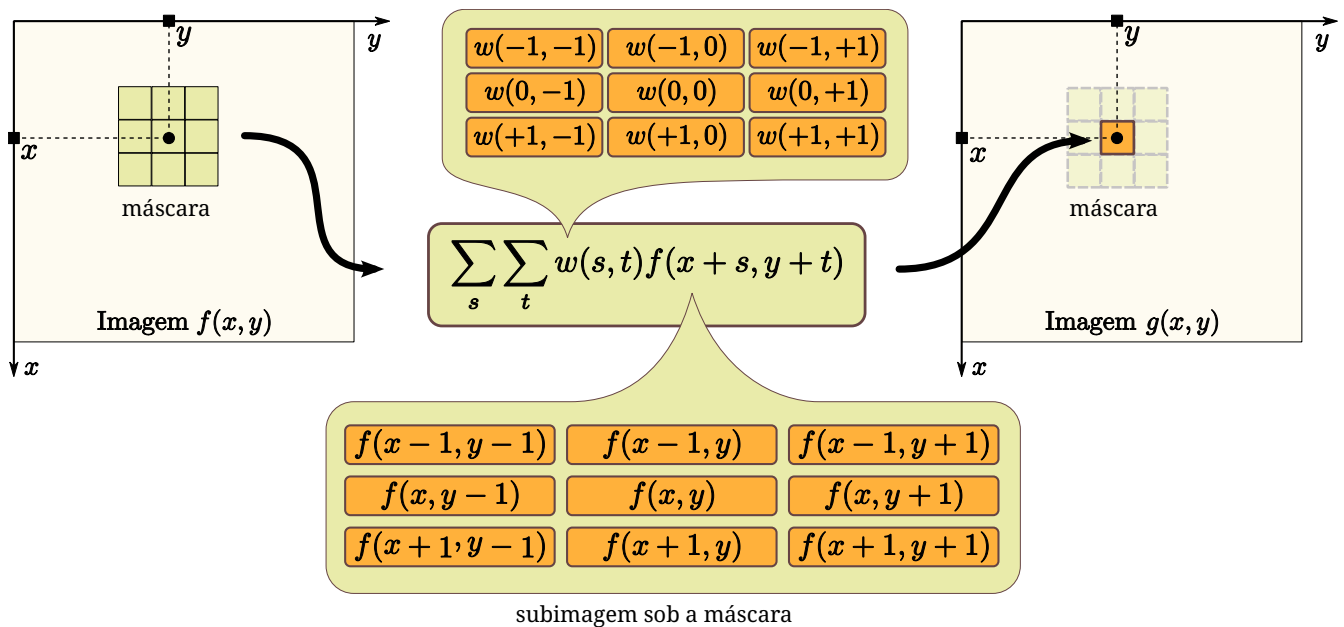 y
y
x
máscara
Imagem f(x, y)
x
w(−1, −1) w(−1, 0) w(−1, +1)
w(0, −1) w(0, 0) w(0, +1)
w(+1, −1) w(+1, 0) w(+1, +1)
∑s ∑t w(s, t)f(x + s, y + t)
f(x − 1, y − 1) f(x − 1, y) f(x − 1, y + 1)
f(x, y − 1) f(x, y) f(x, y + 1)
f(x + 1, y − 1) f(x + 1, y) f(x + 1, y + 1)
subimagem sob a máscara
y
y
x
máscara
Imagem g(x, y)
x